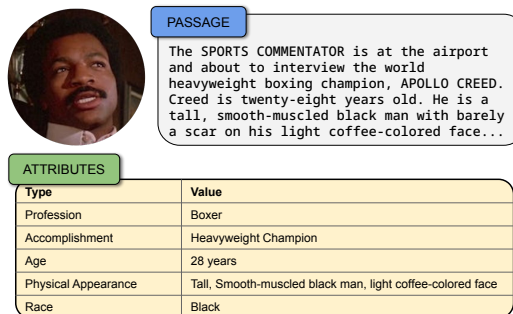 PASSAGE
The SPORTS COMMENTATOR is at the airport
and about to interview the world
heavyweight boxing champion, APOLLO CREED.
Creed is twenty-eight years old. He is a
tall, smooth-muscled black man with barely
a scar on his light coffee-colored face...
ATTRIBUTES
Type Value
Profession Boxer
Accomplishment Heavyweight Champion
Age 28 years
Physical Appearance Tall, Smooth-muscled black man, light coffee-colored face
Race Black